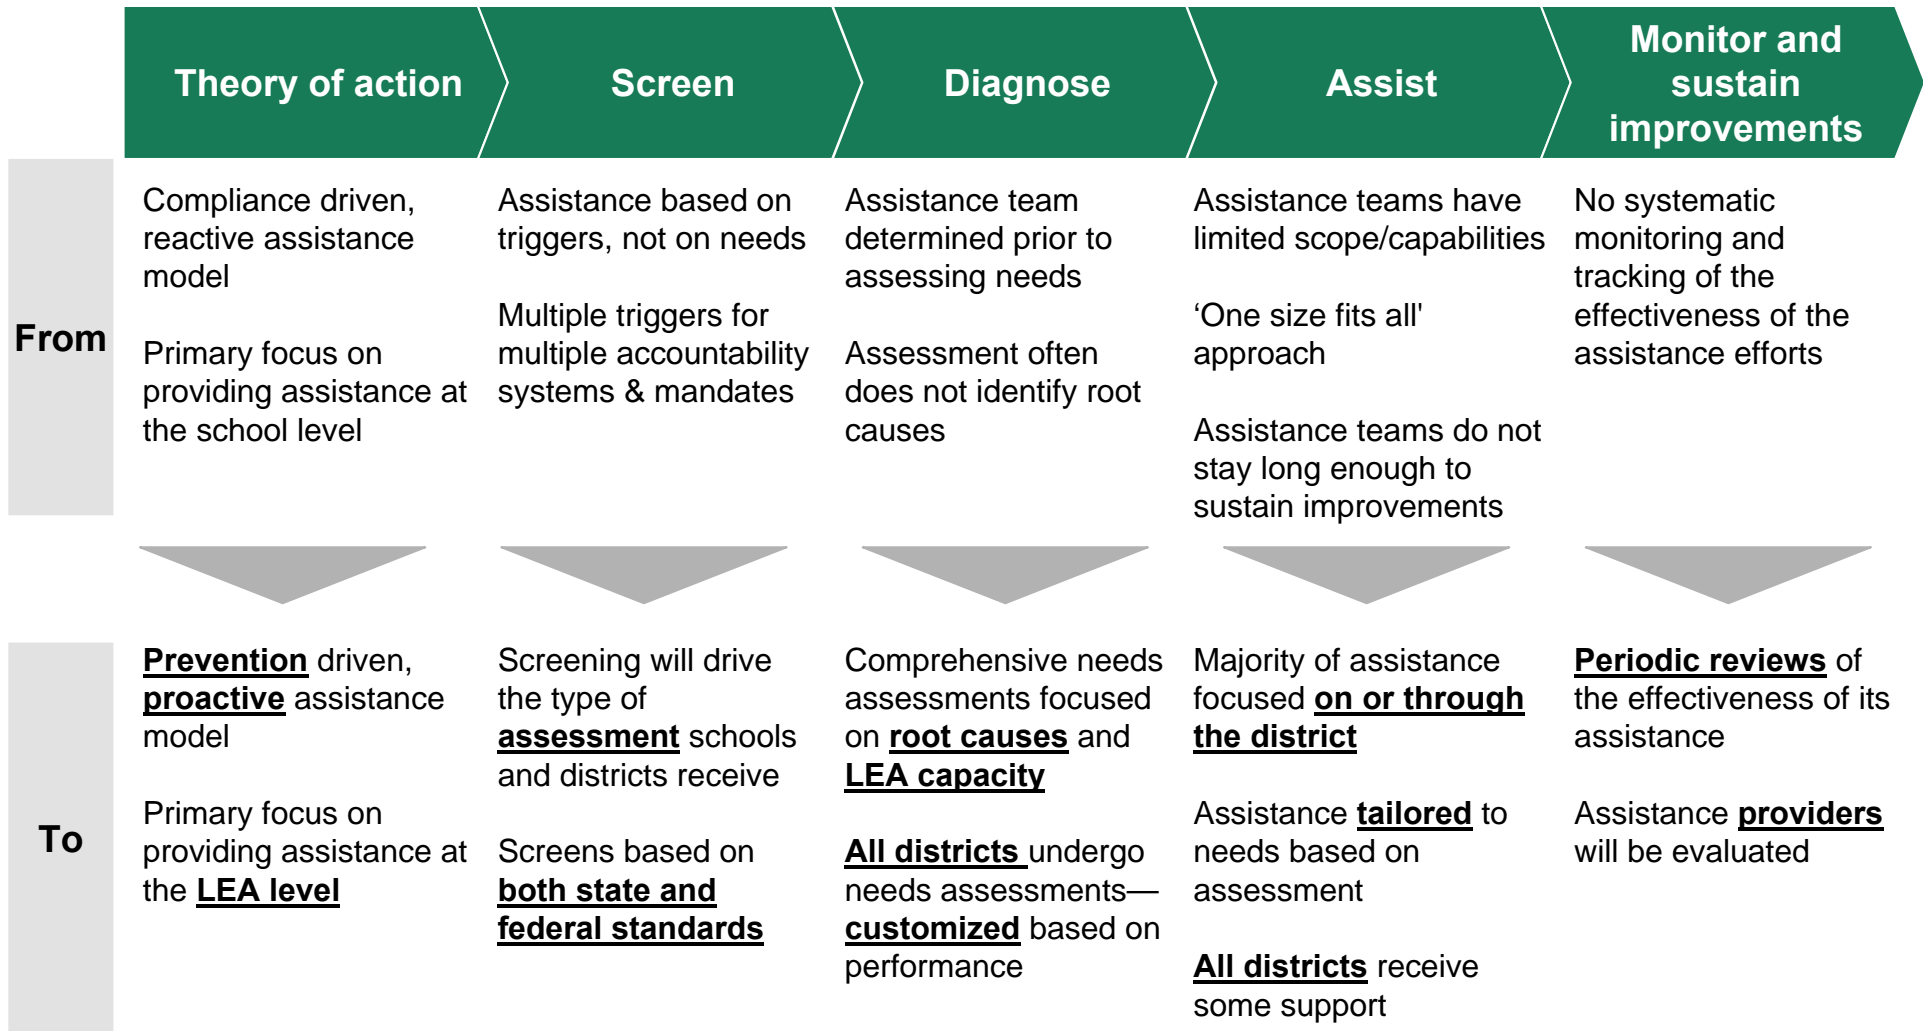 Theory of action
Screen
Diagnose
Assist
Monitor and
sustain
improvements
From
Compliance driven,
reactive assistance
model
Primary focus on
providing assistance at
the school level
Assistance based on
triggers, not on needs
Multiple triggers for
multiple accountability
systems & mandates
Assistance team
determined prior to
assessing needs
Assessment often
does not identify root
causes
Assistance teams have
limited scope/capabilities
‘One size fits all'
approach
Assistance teams do not
stay long enough to
sustain improvements
No systematic
monitoring and
tracking of the
effectiveness of the
assistance efforts
To
Prevention driven,
proactive assistance
model
Primary focus on
providing assistance at
the LEA level
Screening will drive
the type of
assessment schools
and districts receive
Screens based on
both state and
federal standards
Comprehensive needs
assessments focused
on root causes and
LEA capacity
All districts undergo
needs assessments—
customized based on
performance
Majority of assistance
focused on or through
the district
Assistance tailored to
needs based on
assessment
All districts receive
some support
Periodic reviews of
the effectiveness of its
assistance
Assistance providers
will be evaluated